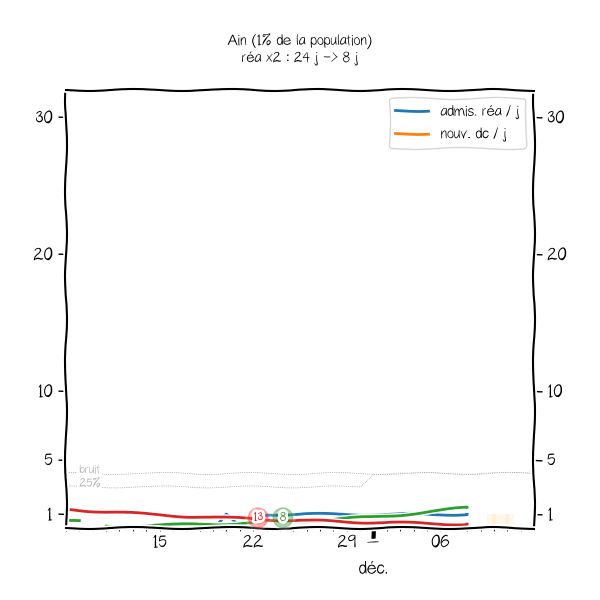 Ain (1% de la population)
réa x2 : 24 j -> 8 j
admis. réa / j
nouv. dc / j
30
30
20
20
10
10
5
5
bruit
25%
1
13
8
1
15
22
29
06
déc.